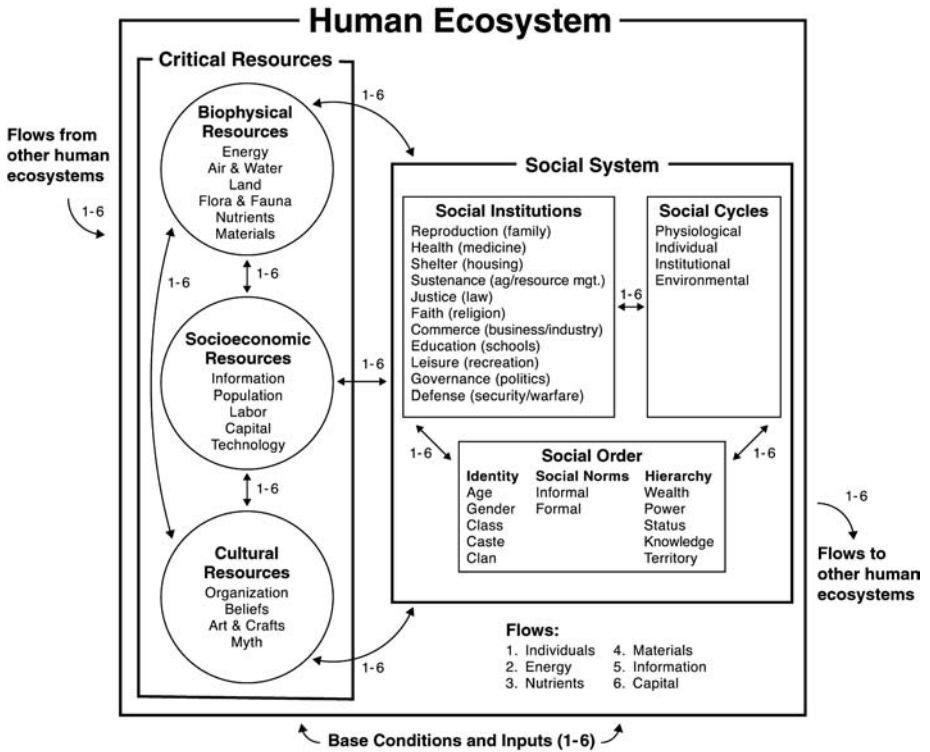 Human Ecosystem
Critical Resources
Biophysical
Resources
Energy
Air & Water
Land
Flora & Fauna
Nutrients
Materials
1-6
Flows from
other human
ecosystems
1-6
1-6
1-6
Socioeconomic
Resources
Information
Population
Labor
Capital
Technology
1-6
1-6
Cultural
Resources
Organization
Beliefs
Art & Crafts
Myth
1-6
Social System
Social Institutions
Reproduction (family)
Health (medicine)
Shelter (housing)
Sustenance (ag/resource mgt.)
Justice (law)
Faith (religion)
Commerce (business/industry)
Education (schools)
Leisure (recreation)
Governance (politics)
Defense (security/warfare)
1-6
Social Cycles
Physiological
Individual
Institutional
Environmental
1-6
1-6
Social Order
Identity
Age
Gender
Class
Caste
Clan
Social Norms
Informal
Formal
Hierarchy
Wealth
Power
Status
Knowledge
Territory
1-6
Flows to
other human
ecosystems
Flows:
1. Individuals
2. Energy
3. Nutrients
4. Materials
5. Information
6. Capital
Base Conditions and Inputs (1-6)